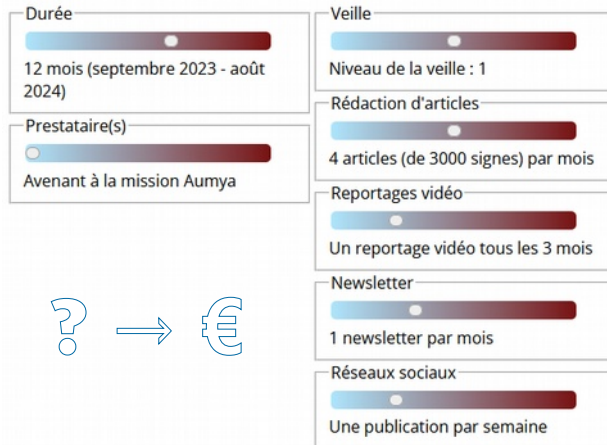 Durée
12 mois (septembre 2023 - août
2024)
Prestataire(s)
Avenant à la mission Aumya
? → €
Veille
Niveau de la veille : 1
Rédaction d'articles
4 articles (de 3000 signes) par mois
Reportages vidéo
Un reportage vidéo tous les 3 mois
Newsletter
1 newsletter par mois
Réseaux sociaux
Une publication par semaine